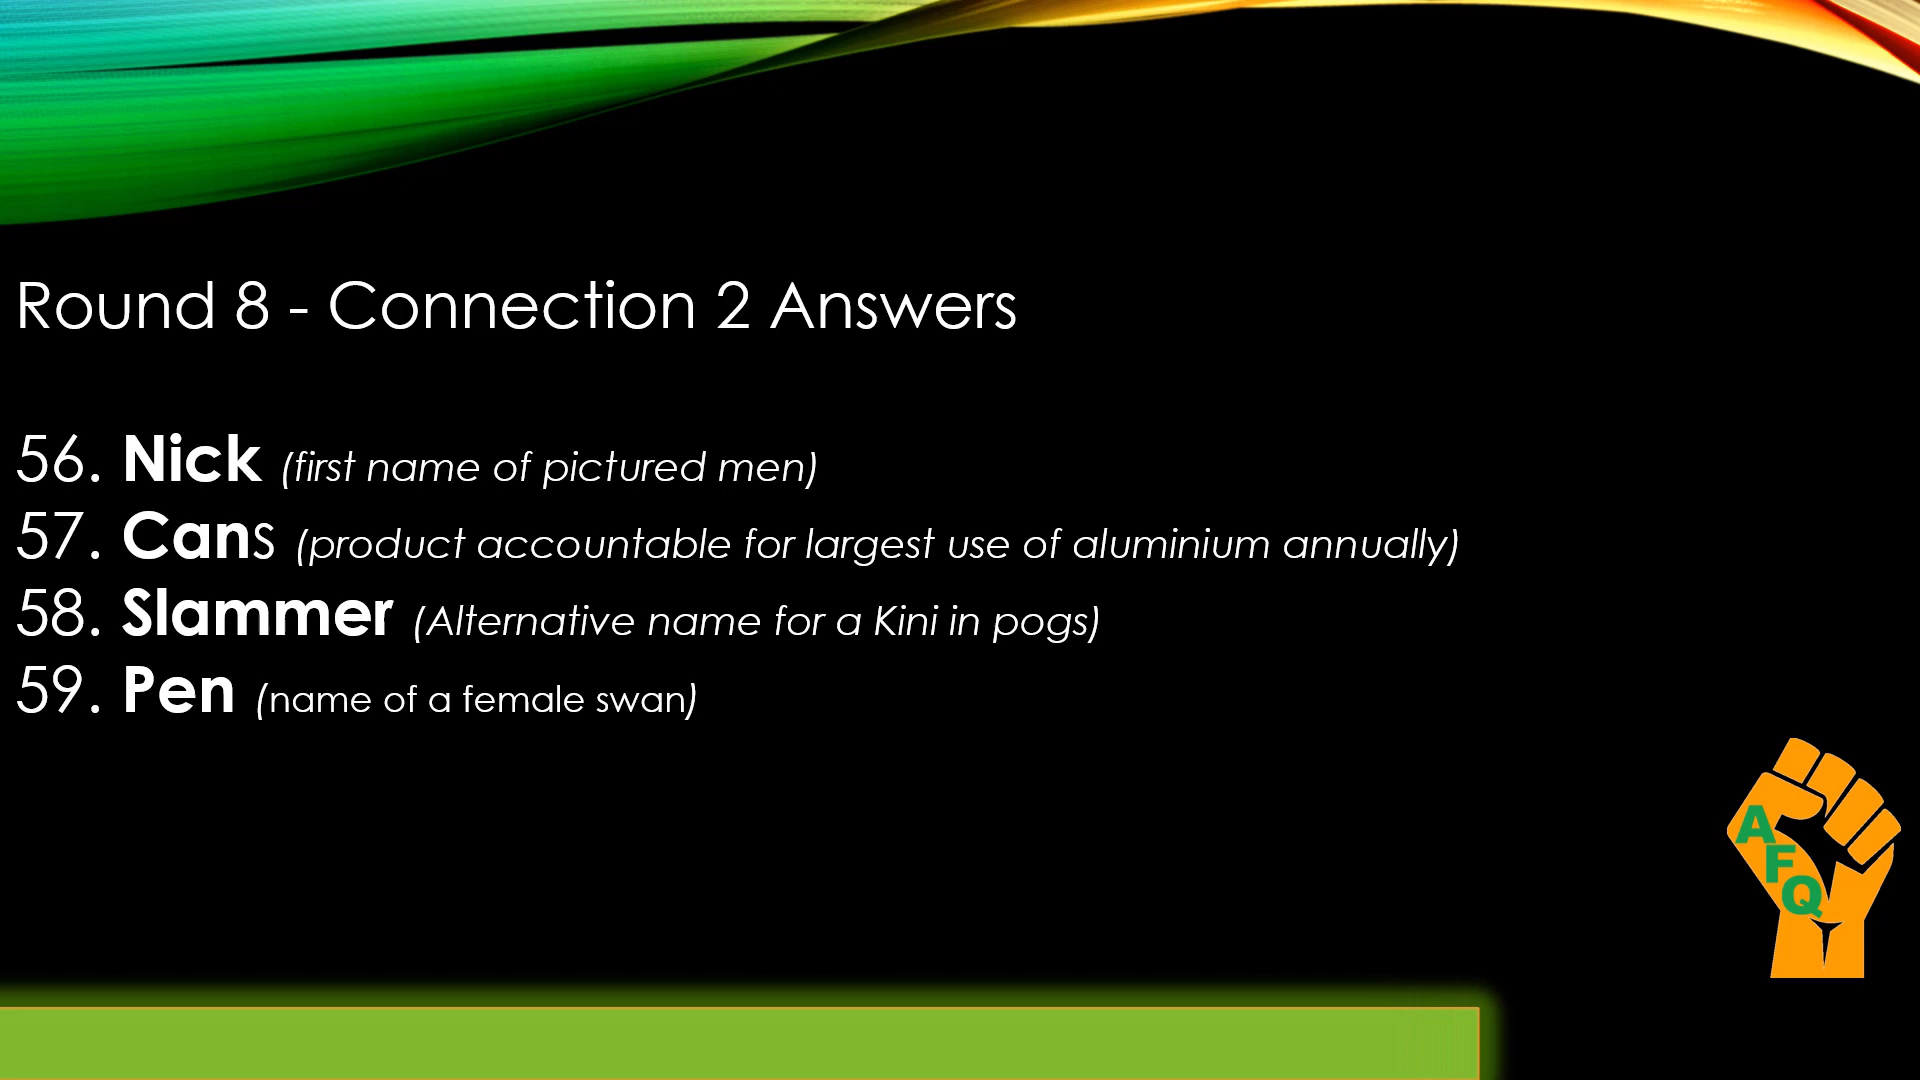 Round 8 - Connection 2 Answers
56. Nick (first name of pictured men)
57. Cans (product accountable for largest use of aluminium annually)
58. Slammer (Alternative name for a Kini in pogs)
59. Pen (name of a female swan)
A
F
Q